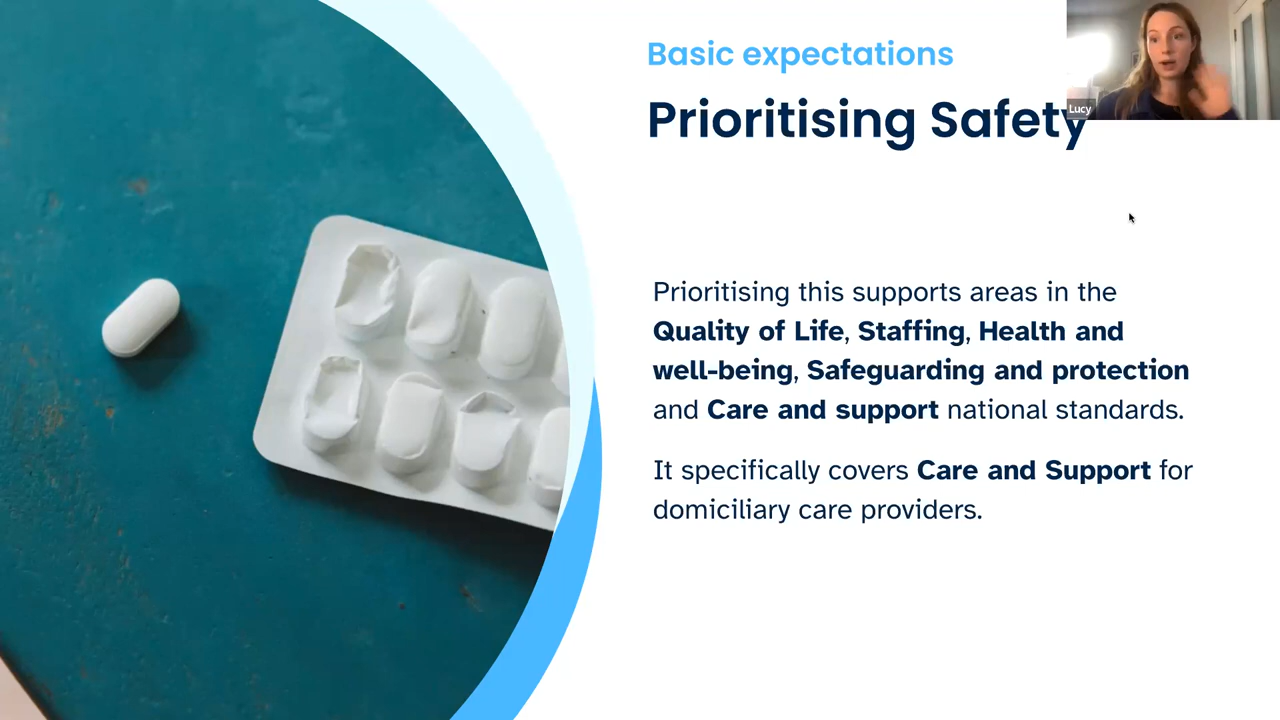 Basic expectations
Prioritising Safety
Lucy
Prioritising this supports areas in the
Quality of Life, Staffing, Health and
well-being, Safeguarding and protection
and Care and support national standards.
It specifically covers Care and Support for
domiciliary care providers.